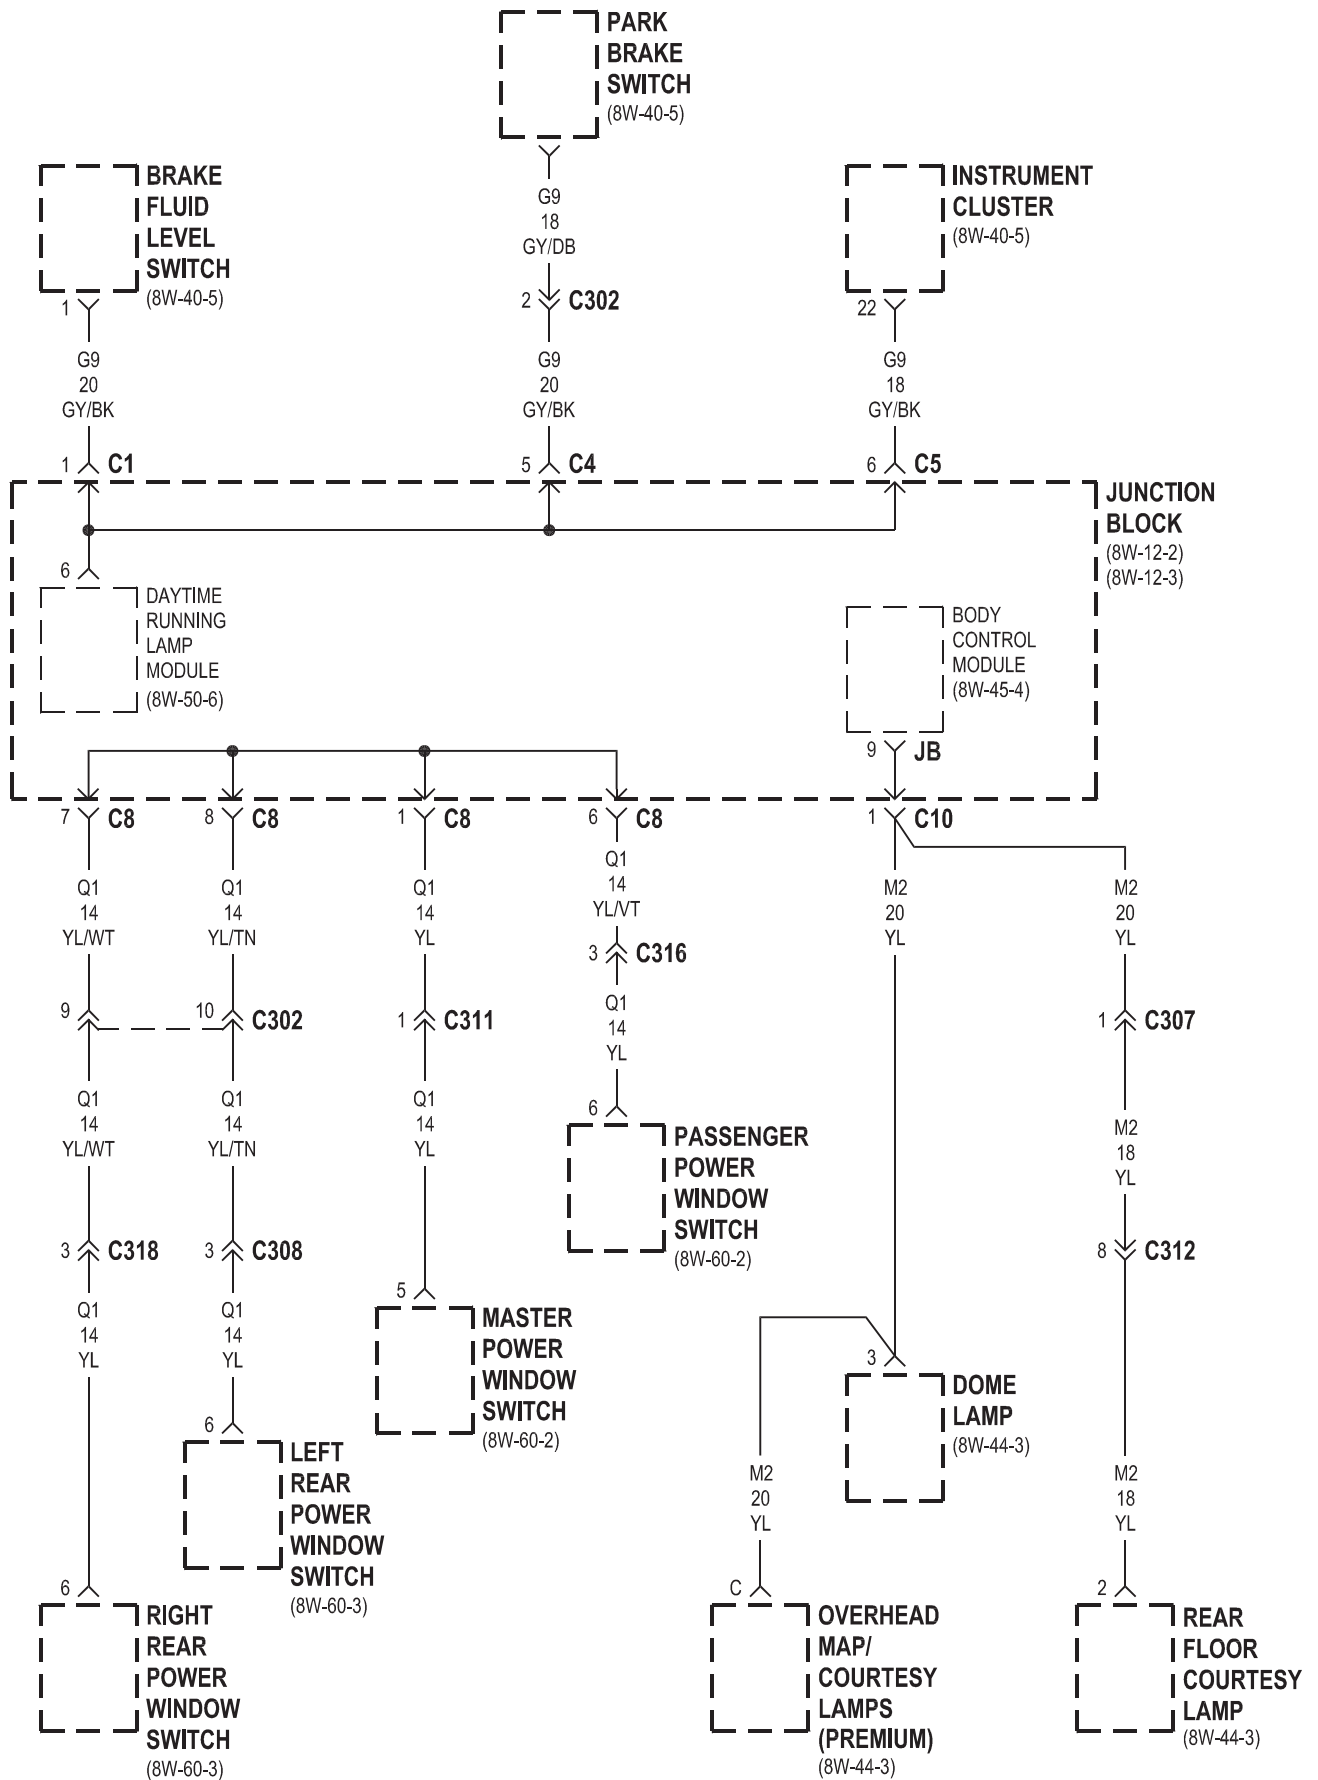 PARK
BRAKE
SWITCH
(8W-40-5)
BRAKE
FLUID
LEVEL
SWITCH
(8W-40-5)
INSTRUMENT
CLUSTER
(8W-40-5)
G9
18
GY/DB
2 C302
1
22
G9
20
GY/BK
G9
20
GY/BK
G9
18
GY/BK
1 C1
5 C4
6 C5
JUNCTION
BLOCK
(8W-12-2)
(8W-12-3)
6
DAYTIME
RUNNING
LAMP
MODULE
(8W-50-6)
BODY
CONTROL
MODULE
(8W-45-4)
9 JB
7 C8
8 C8
1 C8
6 C8
1 C10
Q1
14
YL/WT
Q1
14
YL/TN
Q1
14
YL
Q1
14
YL/VT
M2
20
YL
M2
20
YL
3 C316
9
10 C302
1 C311
Q1
14
YL
1 C307
Q1
14
YL/WT
Q1
14
YL/TN
Q1
14
YL
6
PASSENGER
POWER
WINDOW
SWITCH
(8W-60-2)
M2
18
YL
3 C318
3 C308
8 C312
Q1
14
YL
Q1
14
YL
5
MASTER
POWER
WINDOW
SWITCH
(8W-60-2)
3
DOME
LAMP
(8W-44-3)
6
LEFT
REAR
POWER
WINDOW
SWITCH
(8W-60-3)
M2
20
YL
M2
18
YL
6
RIGHT
REAR
POWER
WINDOW
SWITCH
(8W-60-3)
C
OVERHEAD
MAP/
COURTESY
LAMPS
(PREMIUM)
(8W-44-3)
2
REAR
FLOOR
COURTESY
LAMP
(8W-44-3)